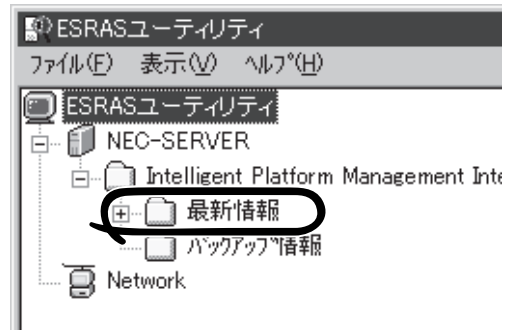 ESRASユーティリティ
ファイル(F) 表示(V) ヘルプ(H)
ESRASユーティリティ
NEC-SERVER
Intelligent Platform Management Inte
最新情報
バックアップ情報
Network